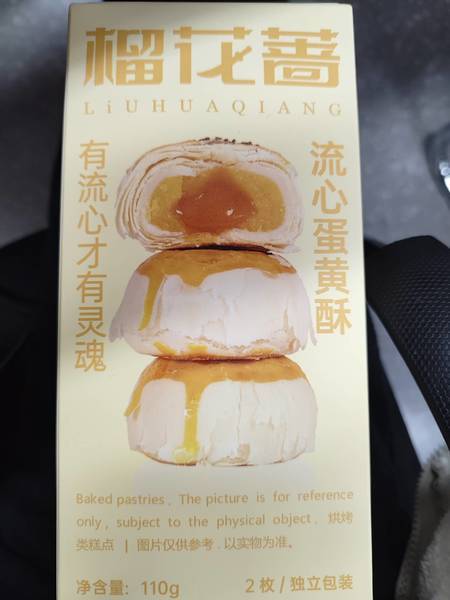 榴花蔷
LiUHUAQIANG
有流心才有灵魂
流心蛋黄酥
Baked pastries、The picture is for reference
only, subject to the physical object、烘烤
类糕点 | 图片仅供参考 . 以实物为准。
净含量: 110g
2 枚 / 独立包装